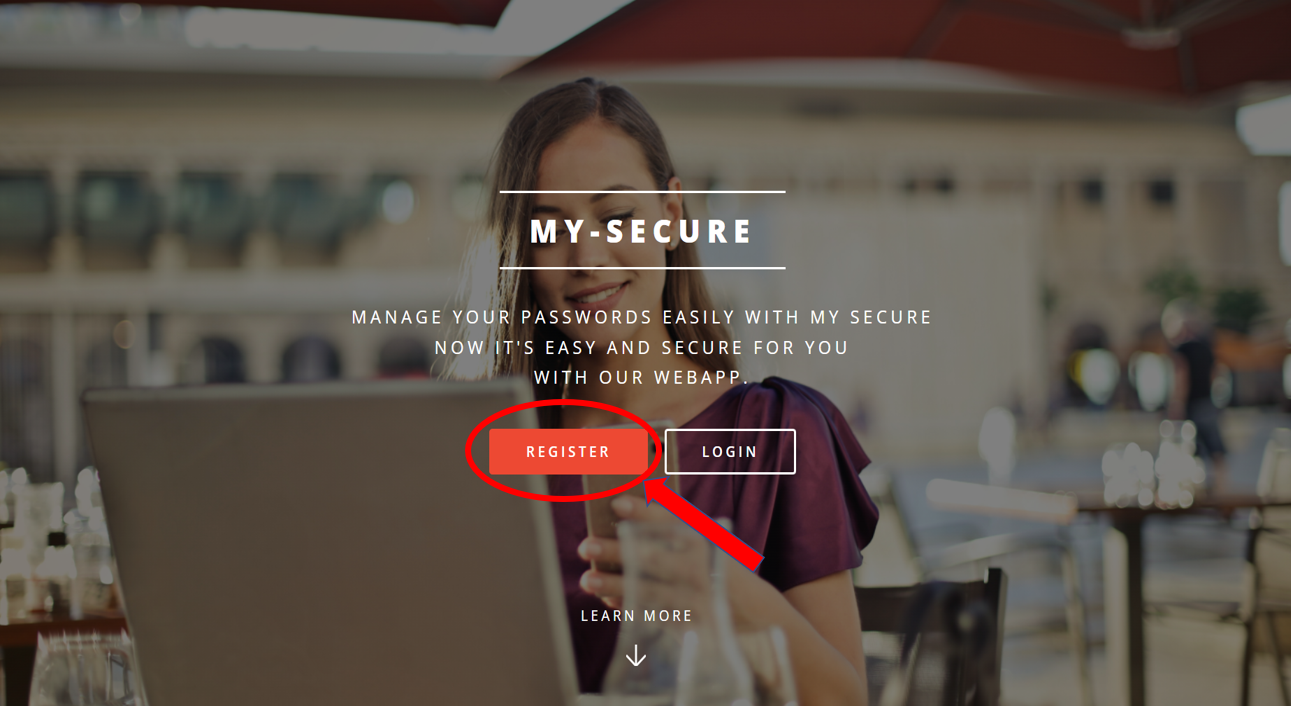 MY-SECURE
MANAGE YOUR PASSWORDS EASILY WITH MY SECURE
NOW IT'S EASY AND SECURE FOR YOU
WITH OUR WEBAPP.
REGISTER
LOGIN
LEARN MORE